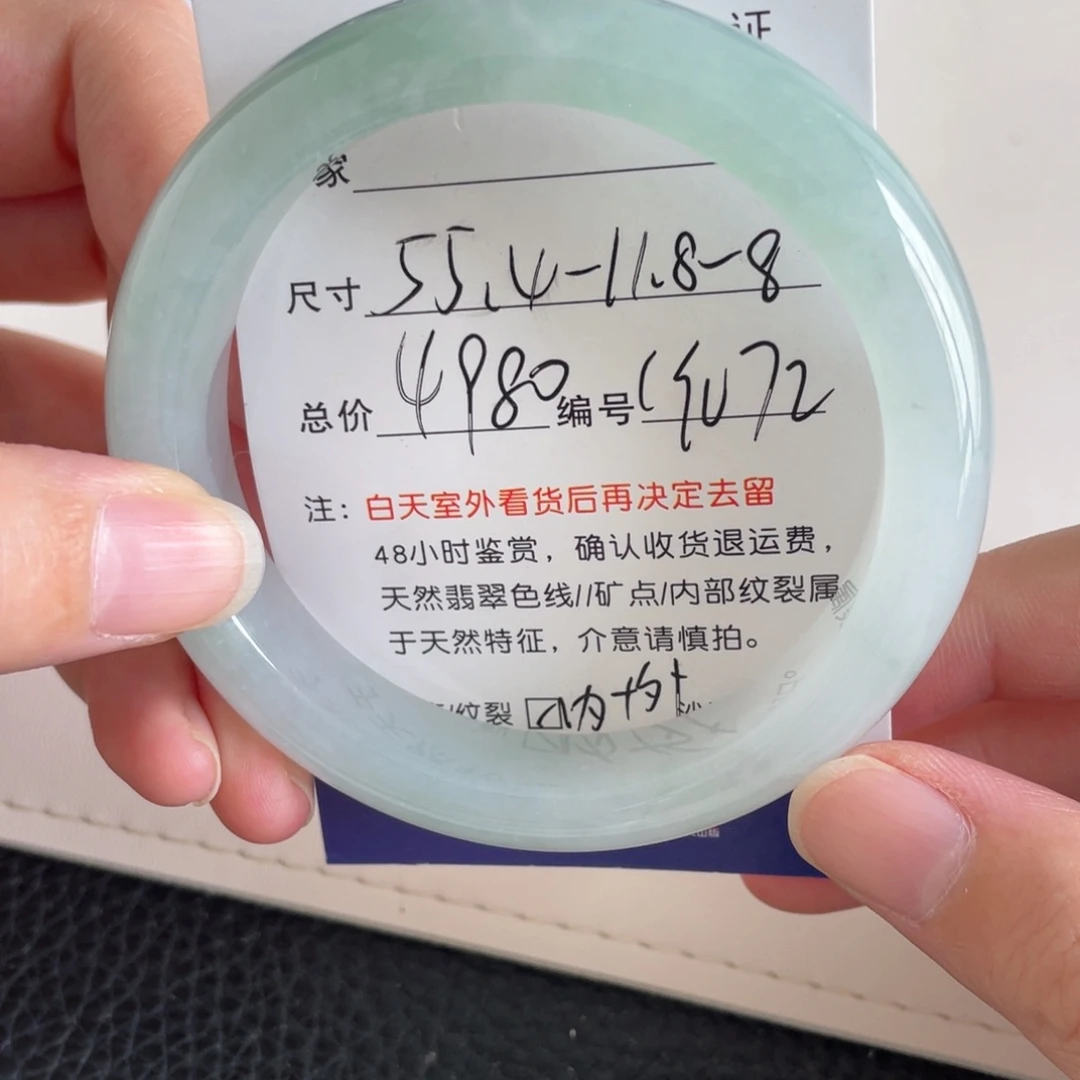 证
家
尺寸 55.4-11.8-8
总价 4980 编号
注：白天室外看货后再决定去留
48小时鉴赏，确认收货退运费，
天然翡翠色线//矿点/内部纹裂属
于天然特征，介意请慎拍。
/纹裂